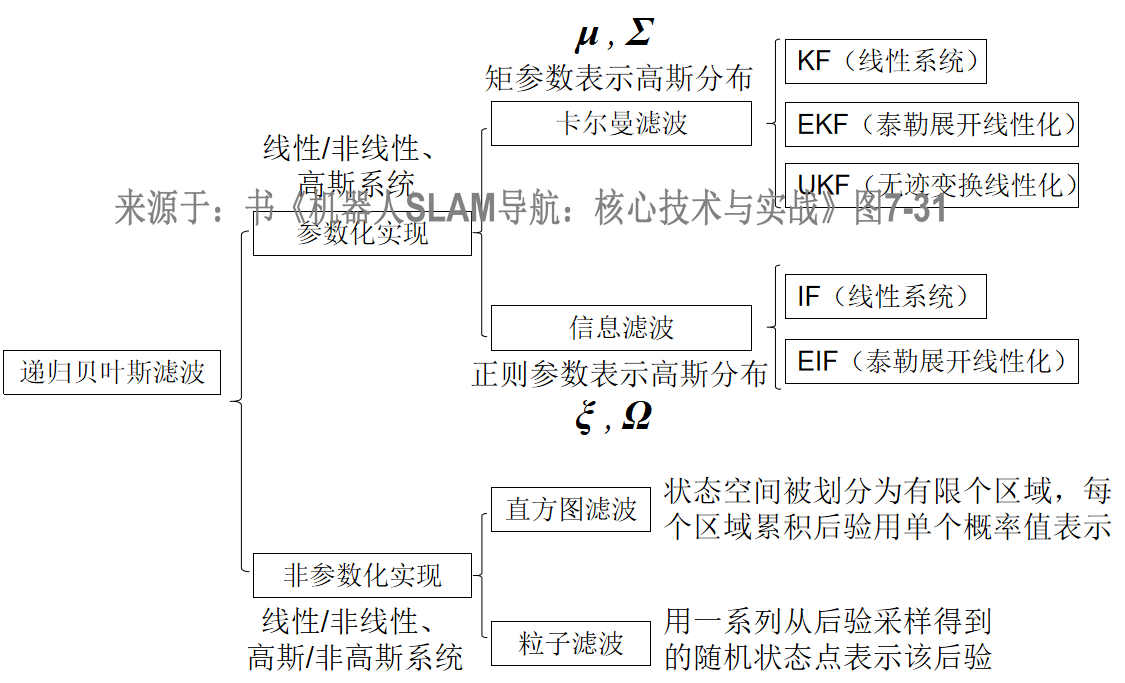 μ , Σ
矩参数表示高斯分布
卡尔曼滤波
KF（线性系统）
EKF（泰勒展开线性化）
UKF（无迹变换线性化）
线性/非线性、
高斯系统
来源于：书《机器人SLAM导航：核心技术与实战》图7-31
参数化实现
信息滤波
正则参数表示高斯分布
ξ , Ω
IF（线性系统）
EIF（泰勒展开线性化）
递归贝叶斯滤波
直方图滤波
状态空间被划分为有限个区域，每
个区域累积后验用单个概率值表示
非参数化实现
线性/非线性、
高斯/非高斯系统
粒子滤波
用一系列从后验采样得到
的随机状态点表示该后验